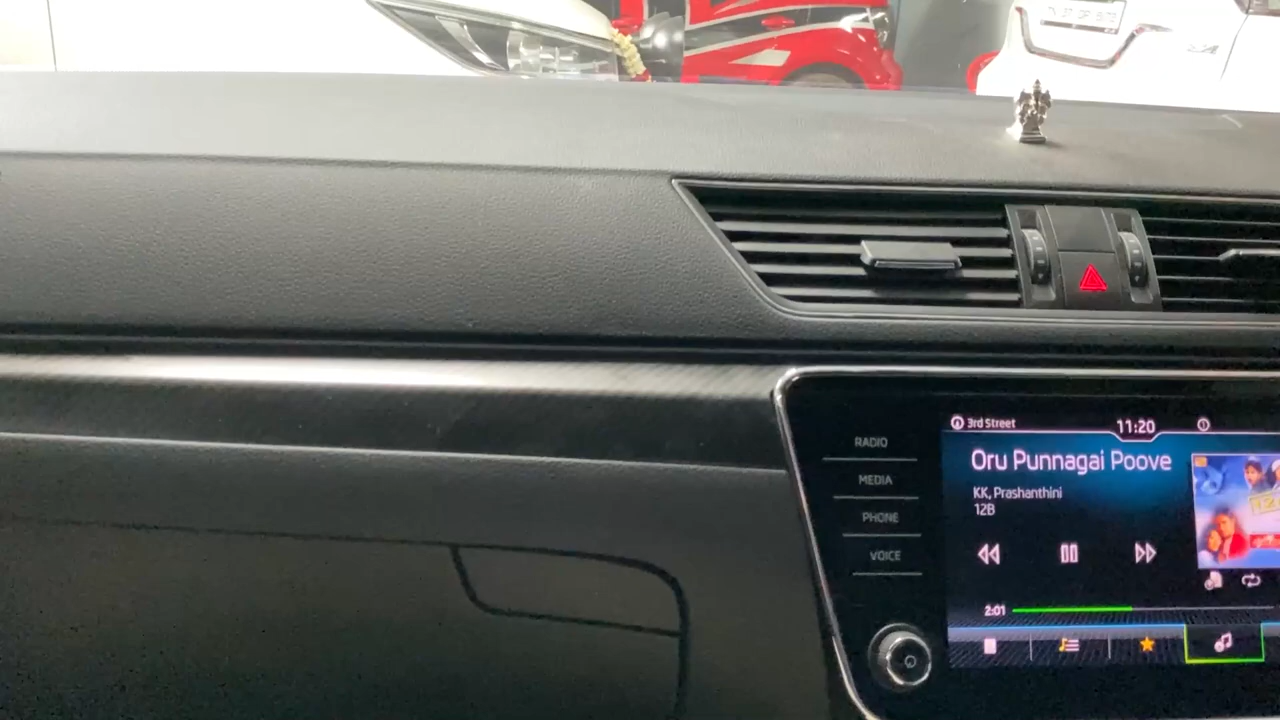 3rd Street
11:20
Oru Punnagai Poove
KK, Prashanthini
12B
2:01
RADIO
MEDIA
PHONE
VOICE